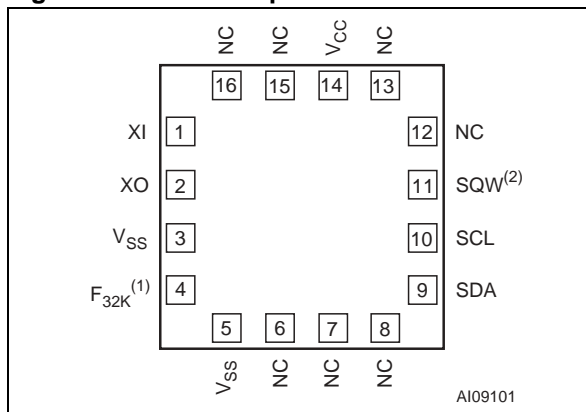 NC NC VCC NC
16 15 14 13
XI 1 12 NC
XO 2 11 SQW(2)
VSS 3 10 SCL
F32K(1) 4 9 SDA
5 6 7 8
VSS NC NC NC
AI09101